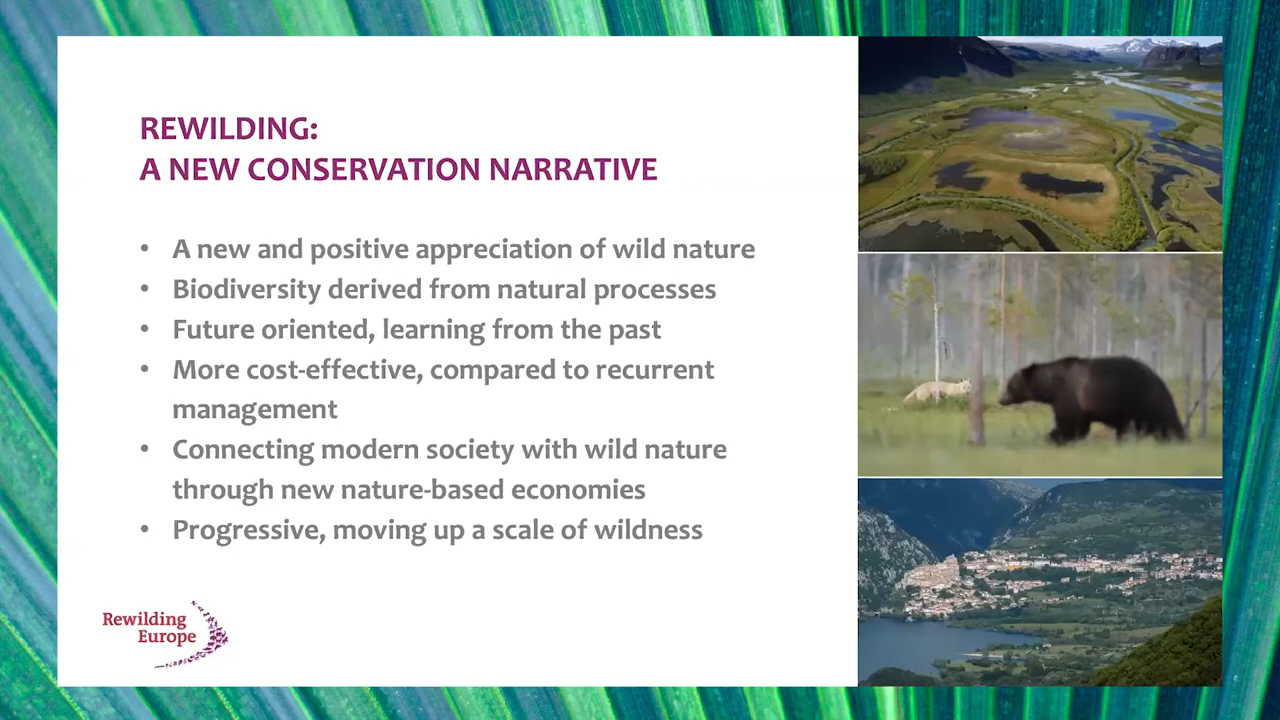 REWILDING:
A NEW CONSERVATION NARRATIVE
• A new and positive appreciation of wild nature
• Biodiversity derived from natural processes
• Future oriented, learning from the past
• More cost-effective, compared to recurrent
management
• Connecting modern society with wild nature
through new nature-based economies
• Progressive, moving up a scale of wildness
Rewilding
Europe